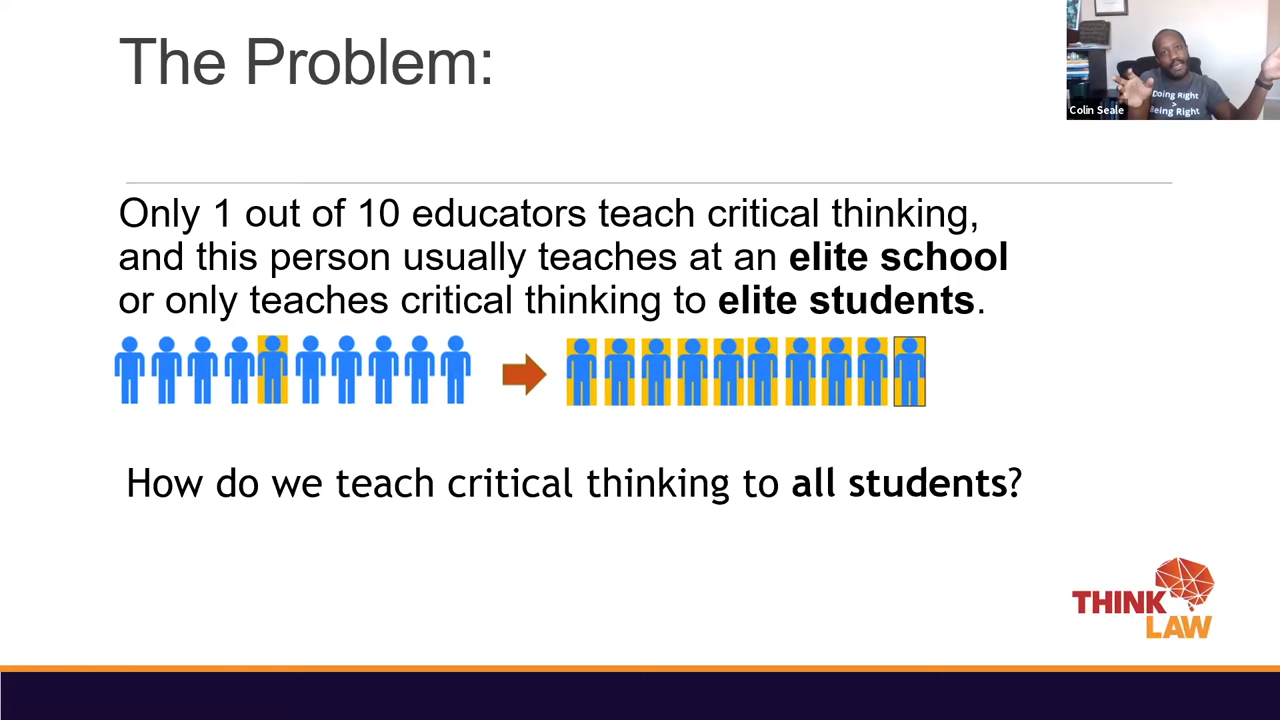 The Problem:
Doing Right
>
Being Right
Colin Seale
Only 1 out of 10 educators teach critical thinking,
and this person usually teaches at an elite school
or only teaches critical thinking to elite students.
How do we teach critical thinking to all students?
THINK
LAW